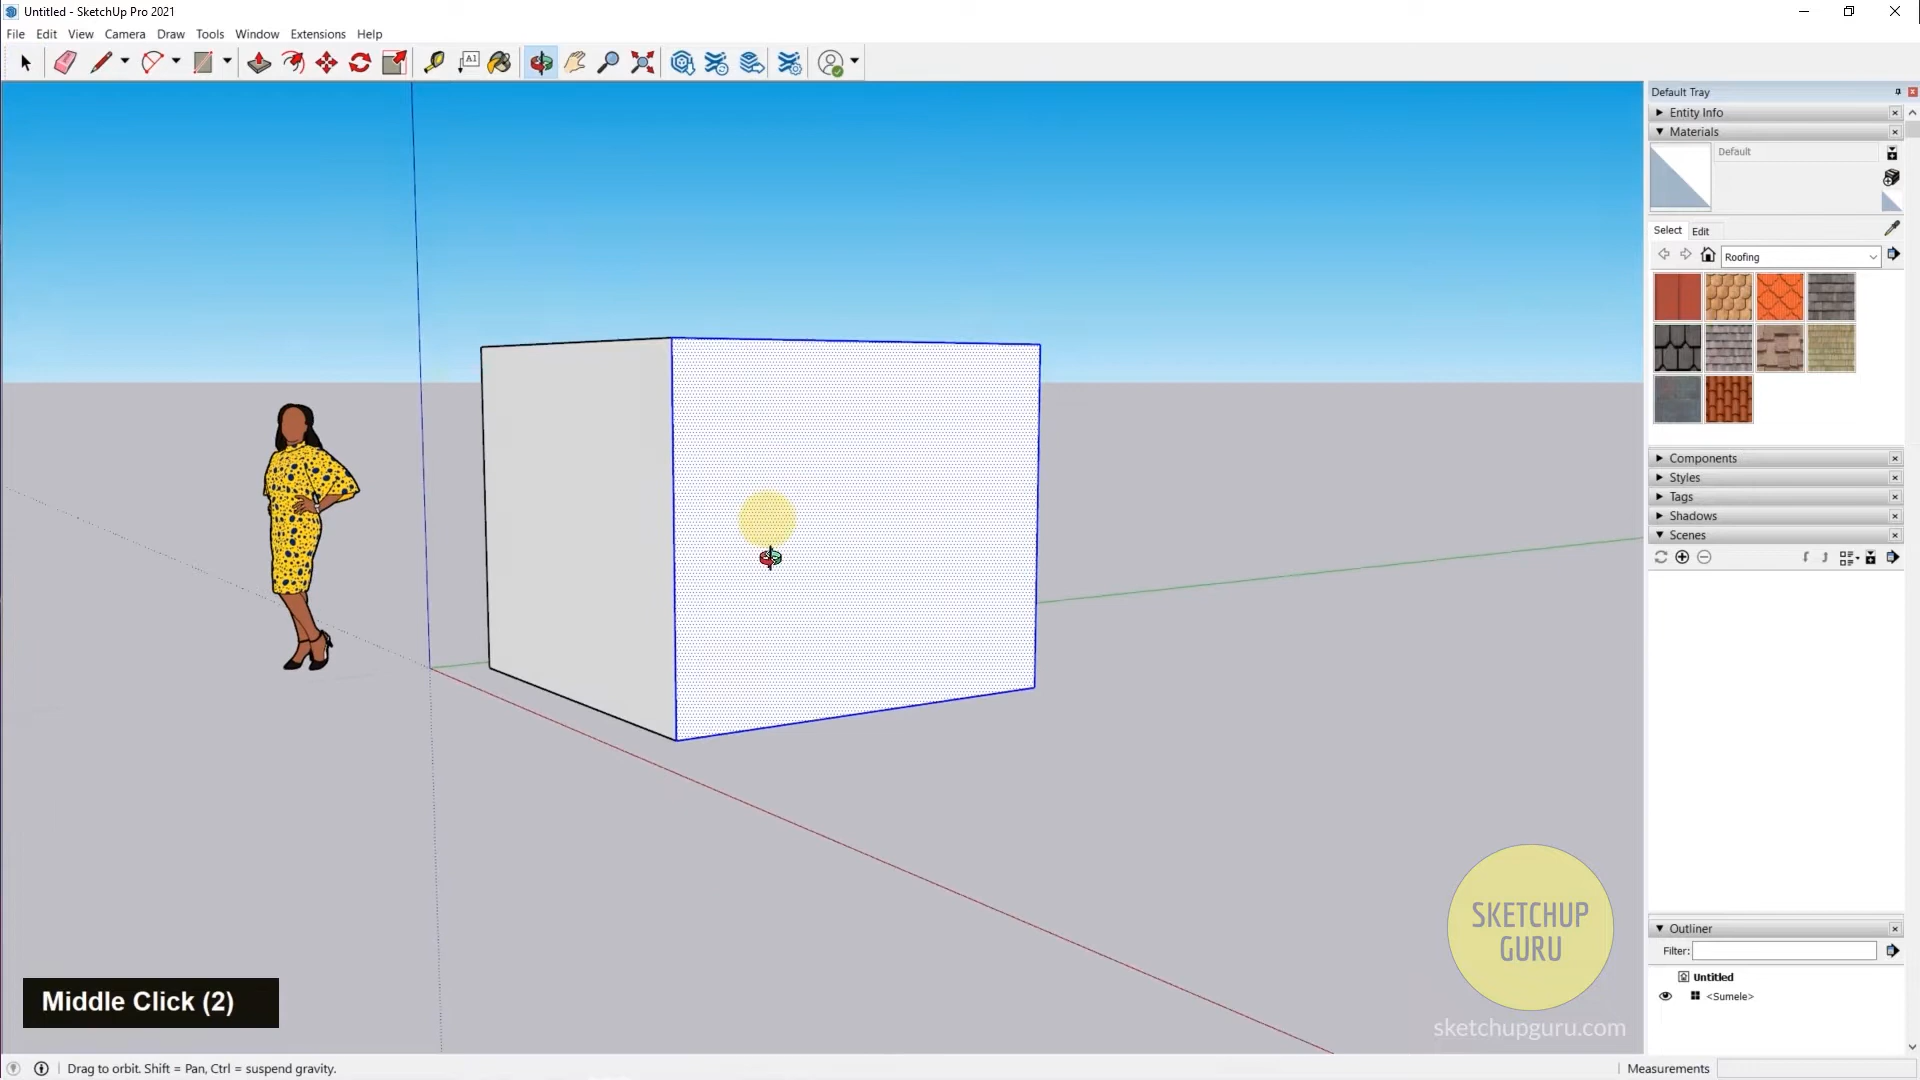 Untitled - SketchUp Pro 2021
File Edit View Camera Draw Tools Window Extensions Help
A1
Default Tray
Entity Info
Materials
Default
Select Edit
Roofing
Components
Styles
Tags
Shadows
Scenes
Outliner
Filter:
Untitled
<Sumele>
SKETCHUP
GURU
sketchupguru.com
Middle Click (2)
Drag to orbit. Shift = Pan, Ctrl = suspend gravity.
Measurements